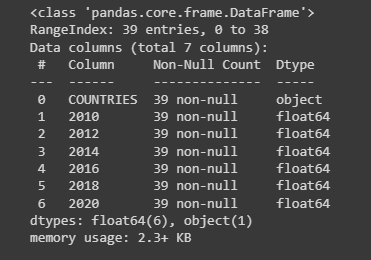 <class 'pandas.core.frame.DataFrame'>
RangeIndex: 39 entries, 0 to 38
Data columns (total 7 columns):
 #   Column     Non-Null Count  Dtype
---  ------     --------------  -----
 0   COUNTRIES  39 non-null     object
 1   2010       39 non-null     float64
 2   2012       39 non-null     float64
 3   2014       39 non-null     float64
 4   2016       39 non-null     float64
 5   2018       39 non-null     float64
 6   2020       39 non-null     float64
dtypes: float64(6), object(1)
memory usage: 2.3+ KB